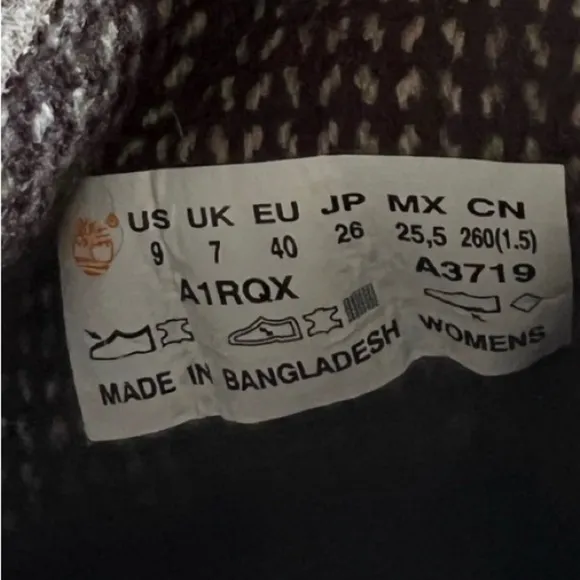 US UK EU JP MX CN
9 7 40 26 25,5 260(1.5)
A1RQX A3719
MADE IN BANGLADESH WOMENS